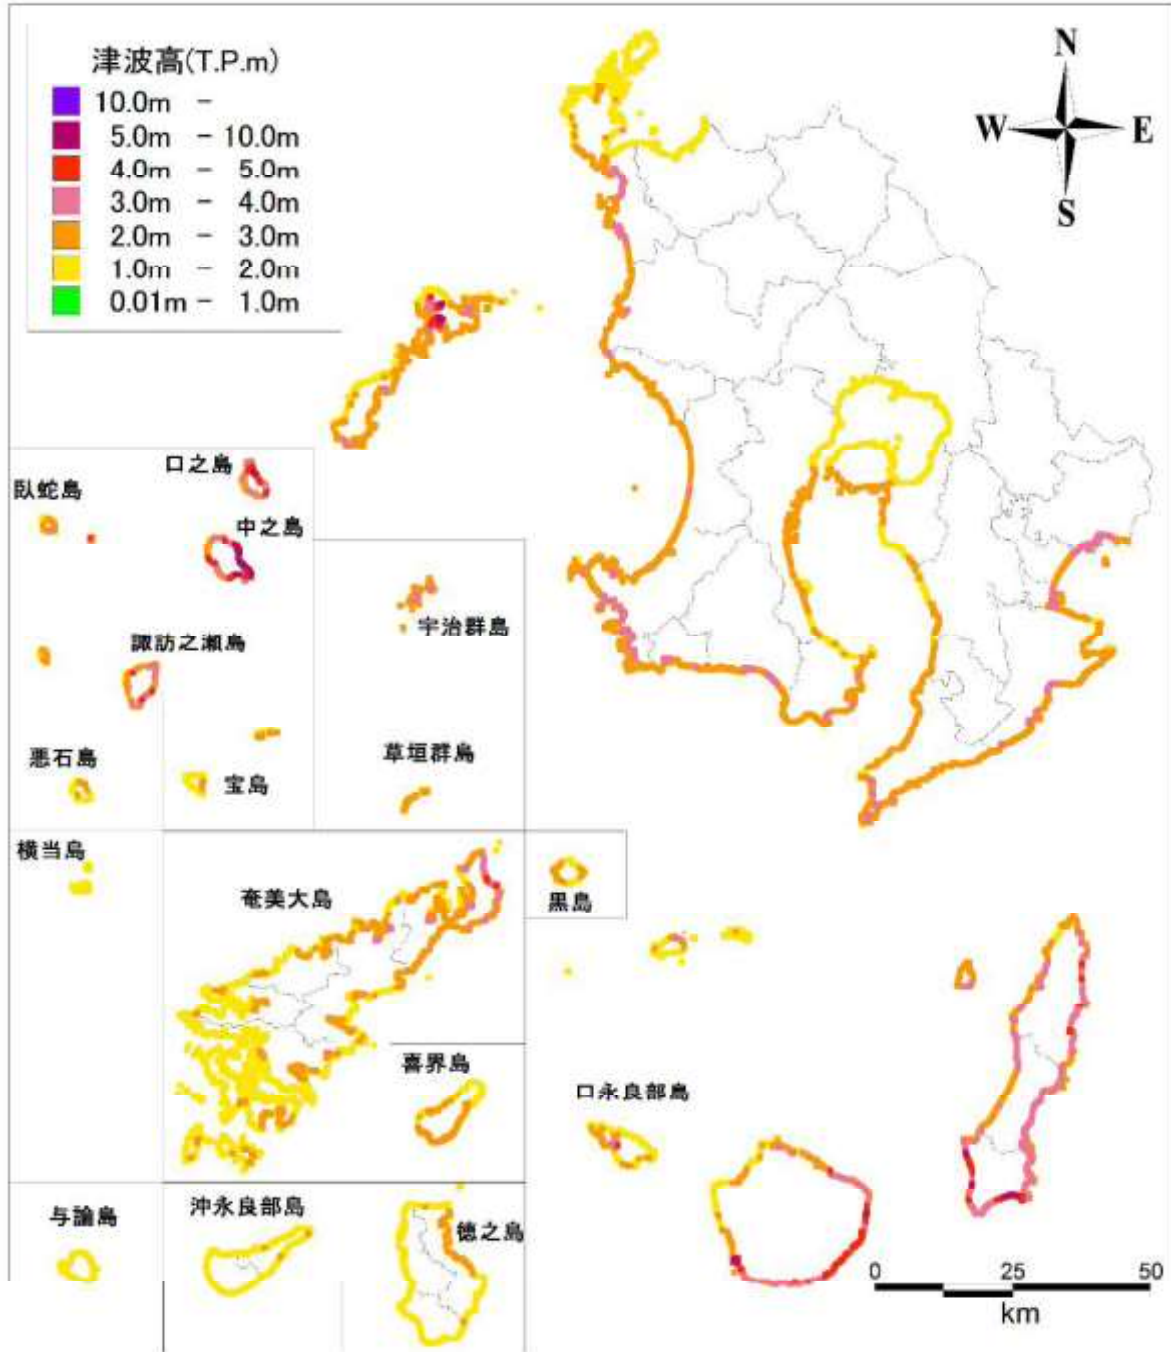 津波高(T.P.m)
10.0m -
5.0m - 10.0m
4.0m - 5.0m
3.0m - 4.0m
2.0m - 3.0m
1.0m - 2.0m
0.01m - 1.0m
N
W
E
S
口之島
臥蛇島
中之島
宇治群島
諏訪之瀬島
草垣群島
悪石島
宝島
横当島
奄美大島
黒島
喜界島
口永良部島
与論島
沖永良部島
徳之島
0 25 50
km